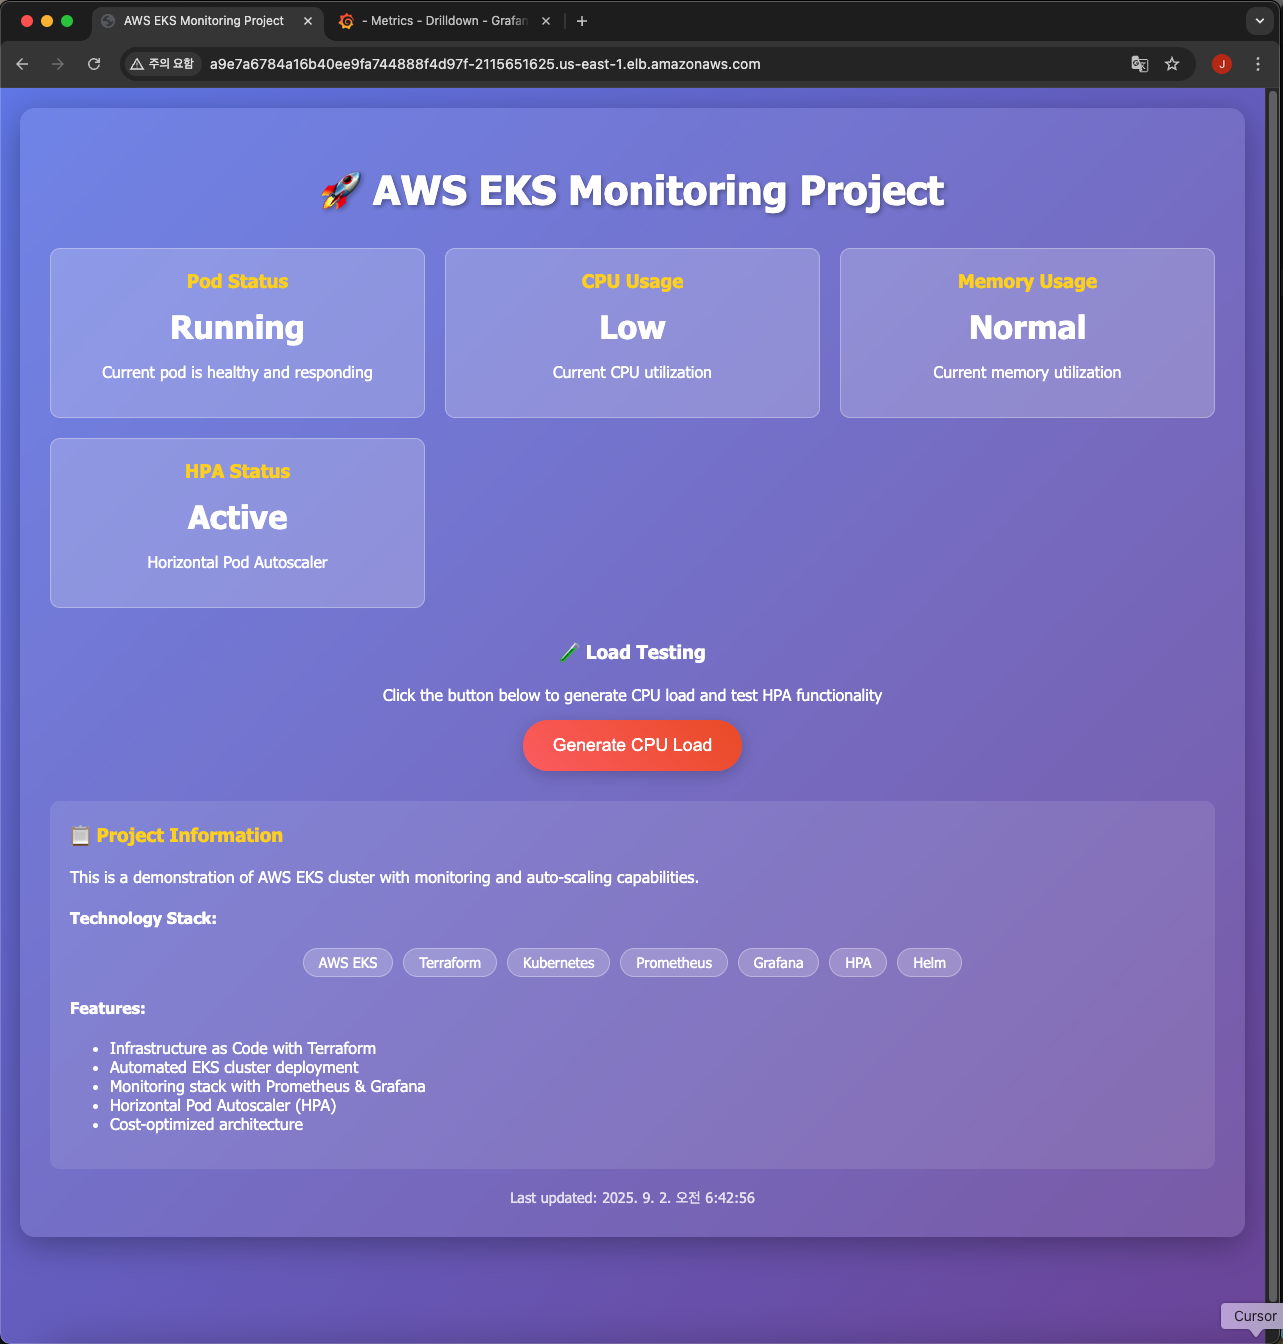 AWS EKS Monitoring Project
- Metrics - Drilldown - Grafan
주의 요함
a9e7a6784a16b40ee9fa744888f4d97f-2115651625.us-east-1.elb.amazonaws.com
J
AWS EKS Monitoring Project
Pod Status
Running
Current pod is healthy and responding
CPU Usage
Low
Current CPU utilization
Memory Usage
Normal
Current memory utilization
HPA Status
Active
Horizontal Pod Autoscaler
Load Testing
Click the button below to generate CPU load and test HPA functionality
Generate CPU Load
Project Information
This is a demonstration of AWS EKS cluster with monitoring and auto-scaling capabilities.
Technology Stack:
AWS EKS Terraform Kubernetes Prometheus Grafana HPA Helm
Features:
• Infrastructure as Code with Terraform
• Automated EKS cluster deployment
• Monitoring stack with Prometheus & Grafana
• Horizontal Pod Autoscaler (HPA)
• Cost-optimized architecture
Last updated: 2025. 9. 2. 오전 6:42:56
Cursor